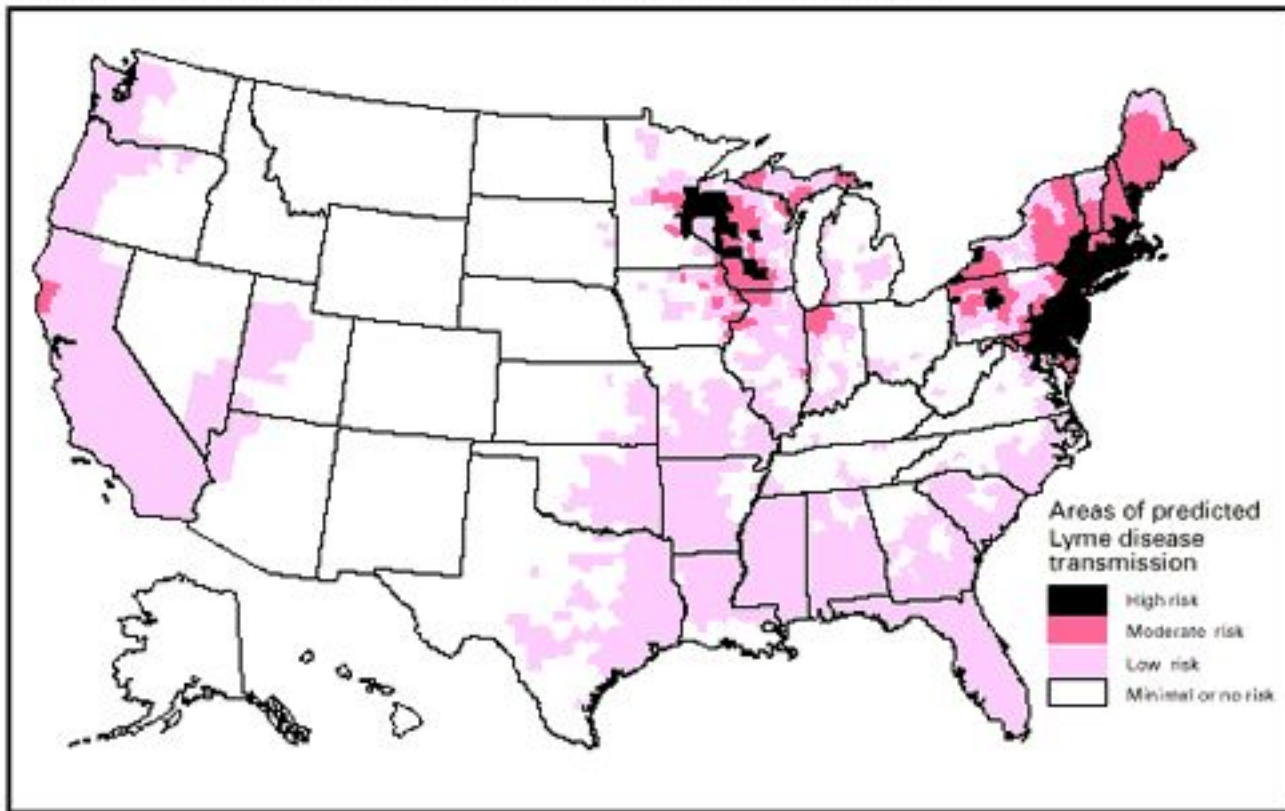 Areas of predicted
Lyme disease
transmission
High risk
Moderate risk
Low risk
Minimal or no risk